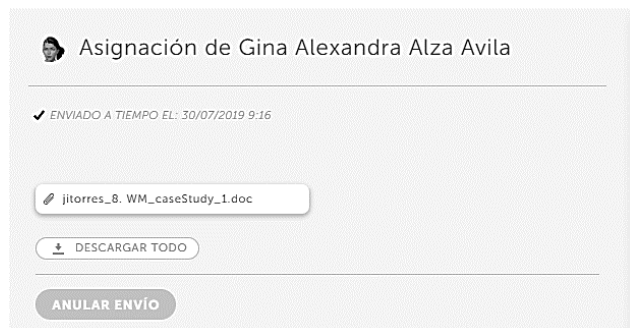 Asignación de Gina Alexandra Alza Avila
ENVIADO A TIEMPO EL: 30/07/2019 9:16
jitorres_8. WM_caseStudy_1.doc
DESCARGAR TODO
ANULAR ENVÍO